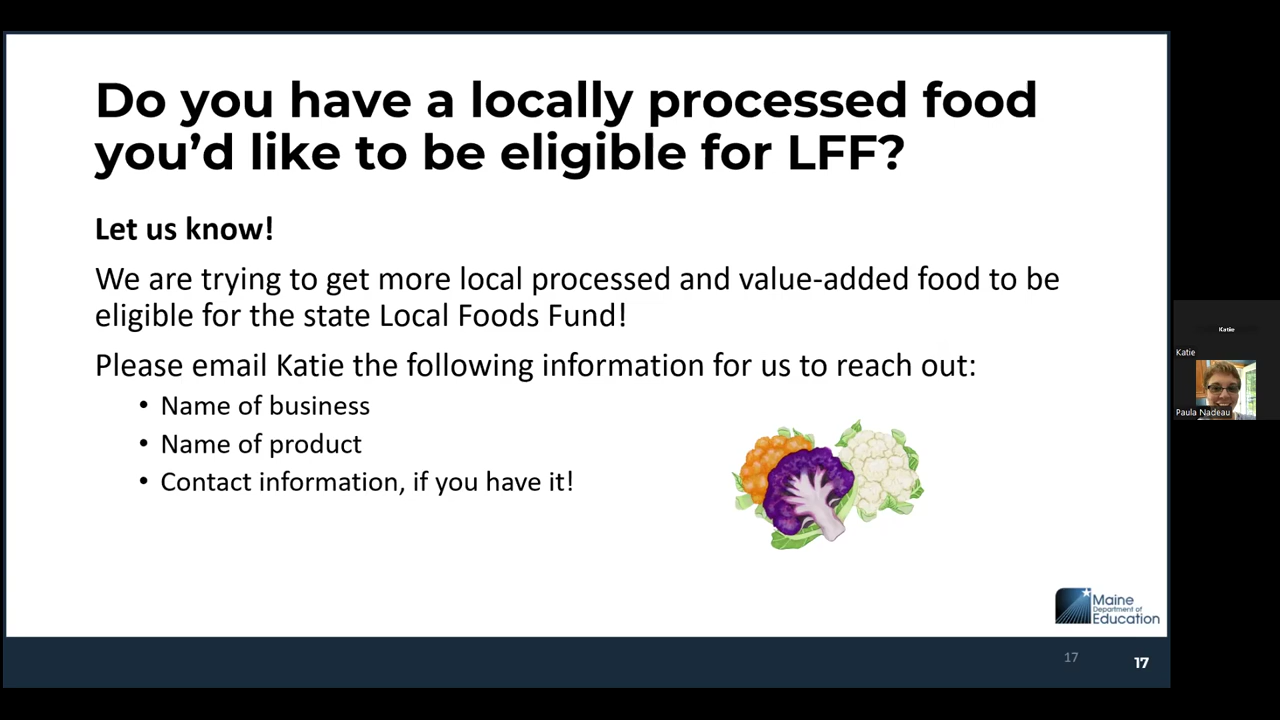 Do you have a locally processed food
you’d like to be eligible for LFF?
Let us know!
We are trying to get more local processed and value-added food to be
eligible for the state Local Foods Fund!
Please email Katie the following information for us to reach out:
• Name of business
• Name of product
• Contact information, if you have it!
Maine
Department of
Education
17
17
Katie
Katie
Paula Nadeau